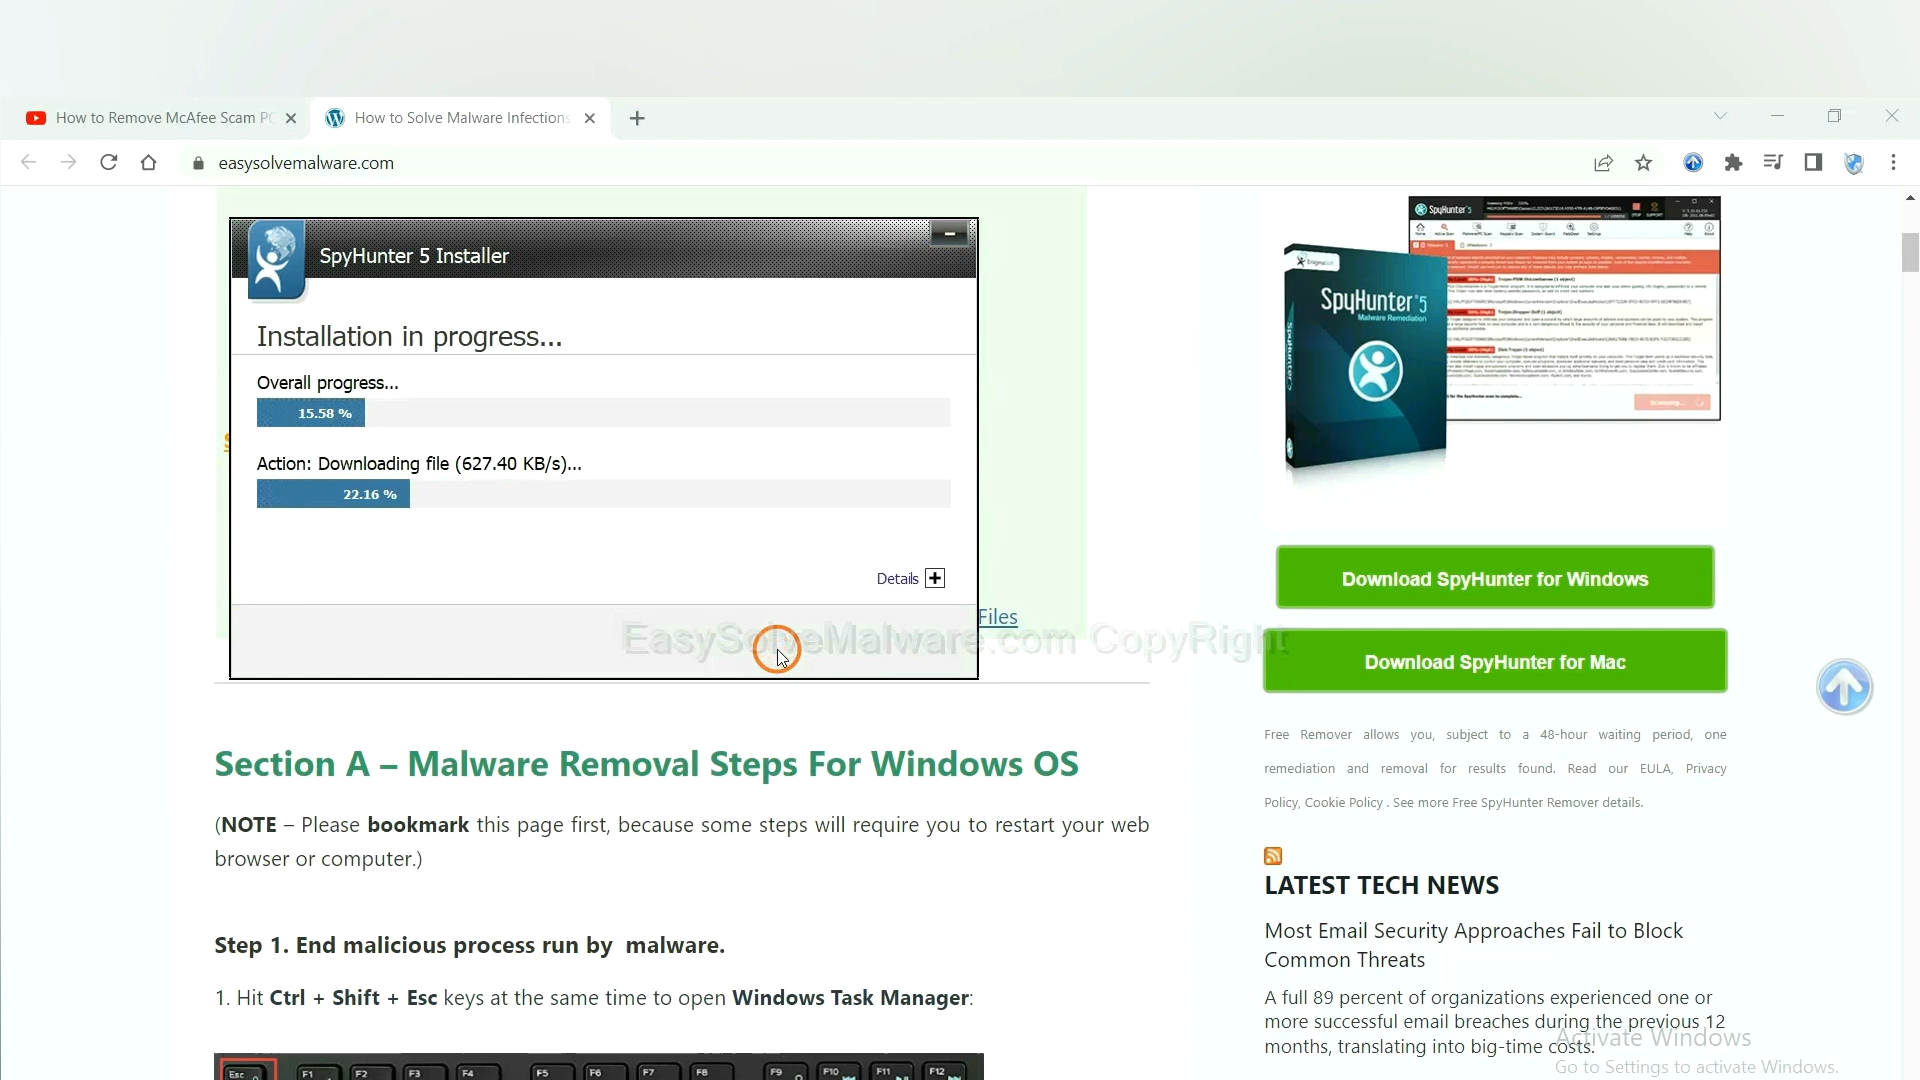 How to Remove McAfee Scam PC
How to Solve Malware Infections
easysolvemalware.com
SpyHunter 5 Installer
Installation in progress...
Overall progress...
15.58 %
Action: Downloading file (627.40 KB/s)...
22.16 %
Details
Files
EasySolveMalware.com CopyRight
Section A – Malware Removal Steps For Windows OS
(NOTE – Please bookmark this page first, because some steps will require you to restart your web
browser or computer.)
Step 1. End malicious process run by malware.
1. Hit Ctrl + Shift + Esc keys at the same time to open Windows Task Manager:
Esc F1 F2 F3 F4 F5 F6 F7 F8 F9 F10 F11 F12
SpyHunter 5
EnigmaSoft
SpyHunter 5
Malware Remediation
Download SpyHunter for Windows
Download SpyHunter for Mac
Free Remover allows you, subject to a 48-hour waiting period, one
remediation and removal for results found. Read our EULA, Privacy
Policy, Cookie Policy . See more Free SpyHunter Remover details.
LATEST TECH NEWS
Most Email Security Approaches Fail to Block
Common Threats
A full 89 percent of organizations experienced one or
more successful email breaches during the previous 12
months, translating into big-time costs.
Activate Windows
Go to Settings to activate Windows.